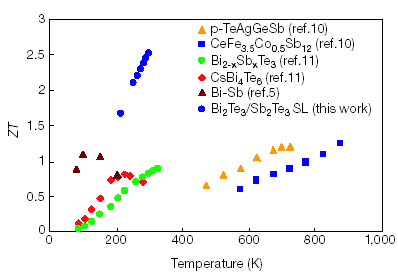 3
2.5
2
1.5
1
0.5
0
ZT
p-TeAgGeSb (ref.10)
CeFe3.5Co0.5Sb12 (ref.10)
Bi2-xSbxTe3 (ref.11)
CsBi4Te6 (ref.11)
Bi-Sb (ref.5)
Bi2Te3/Sb2Te3 SL (this work)
0 200 400 600 800 1,000
Temperature (K)